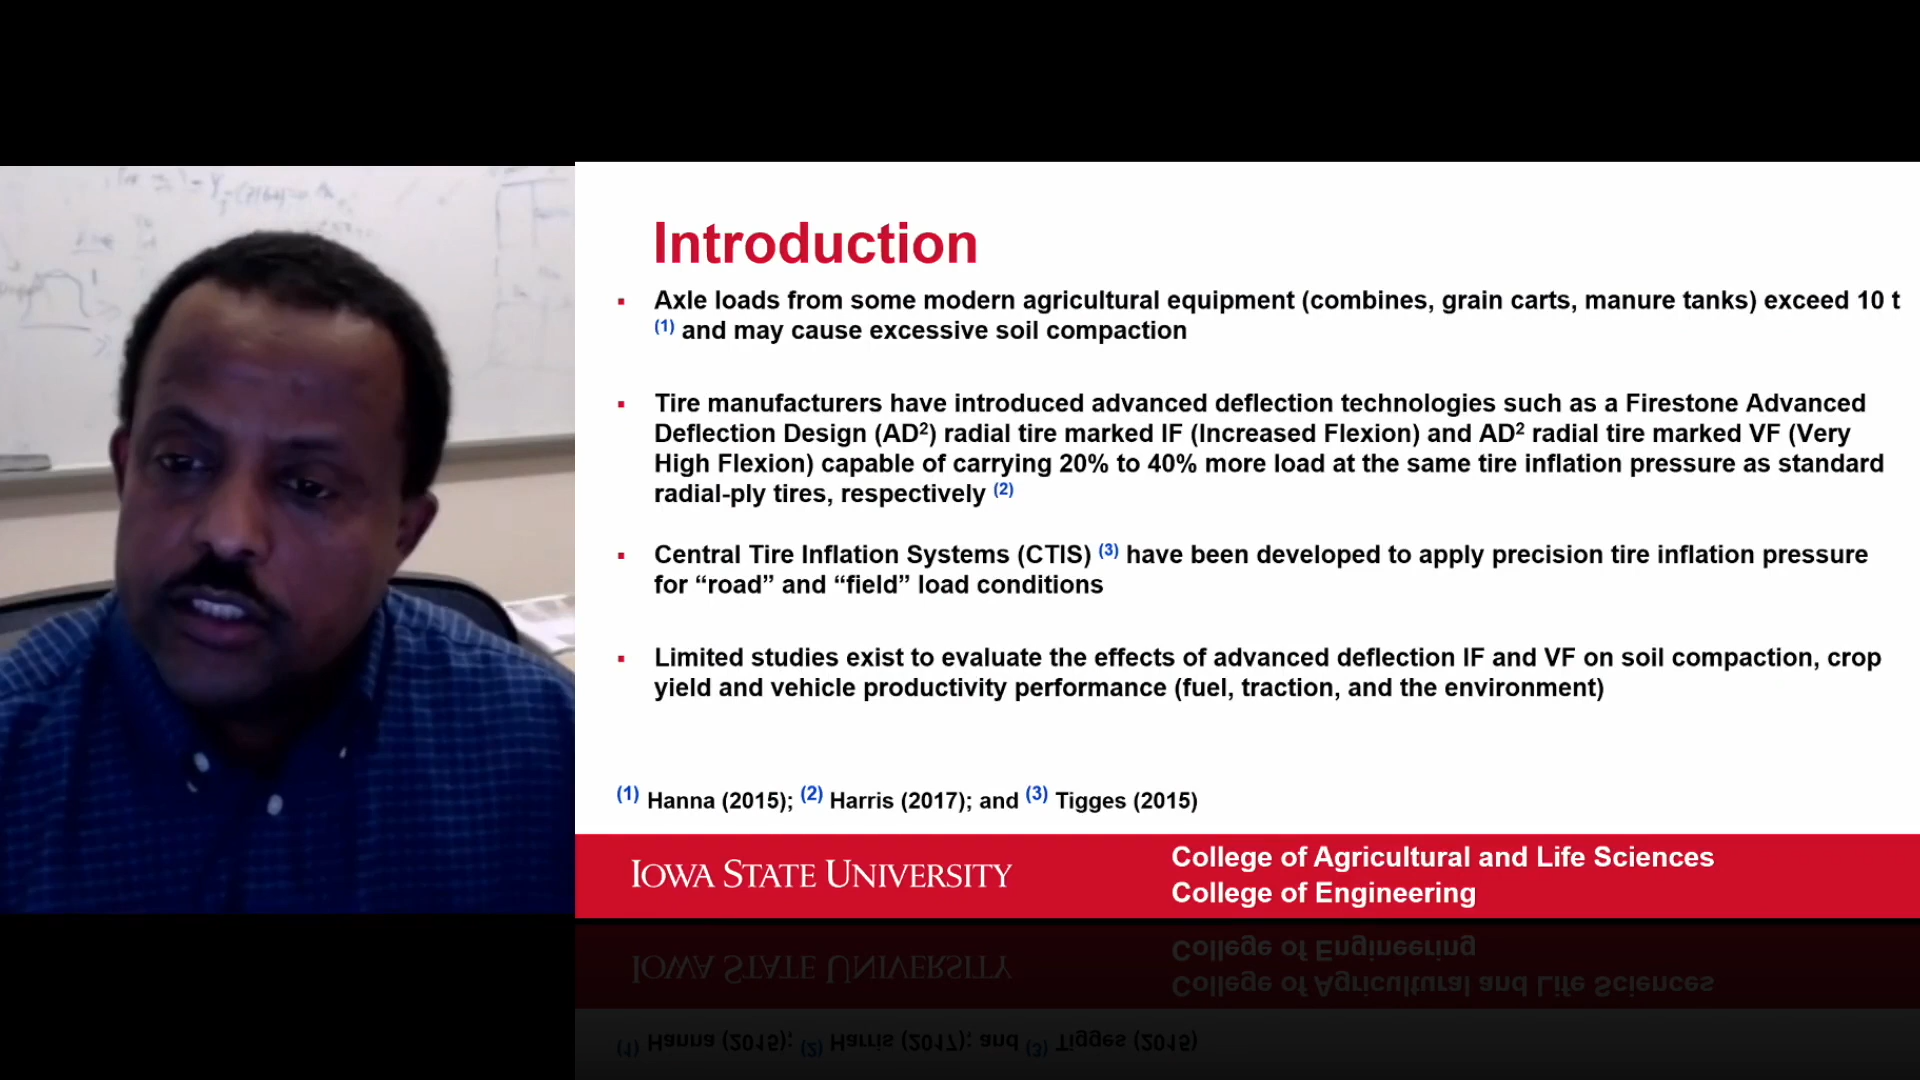 Introduction
▪ Axle loads from some modern agricultural equipment (combines, grain carts, manure tanks) exceed 10 t
(1) and may cause excessive soil compaction
▪ Tire manufacturers have introduced advanced deflection technologies such as a Firestone Advanced
Deflection Design (AD²) radial tire marked IF (Increased Flexion) and AD² radial tire marked VF (Very
High Flexion) capable of carrying 20% to 40% more load at the same tire inflation pressure as standard
radial-ply tires, respectively (2)
▪ Central Tire Inflation Systems (CTIS) (3) have been developed to apply precision tire inflation pressure
for “road” and “field” load conditions
▪ Limited studies exist to evaluate the effects of advanced deflection IF and VF on soil compaction, crop
yield and vehicle productivity performance (fuel, traction, and the environment)
(1) Hanna (2015); (2) Harris (2017); and (3) Tigges (2015)
IOWA STATE UNIVERSITY
College of Agricultural and Life Sciences
College of Engineering